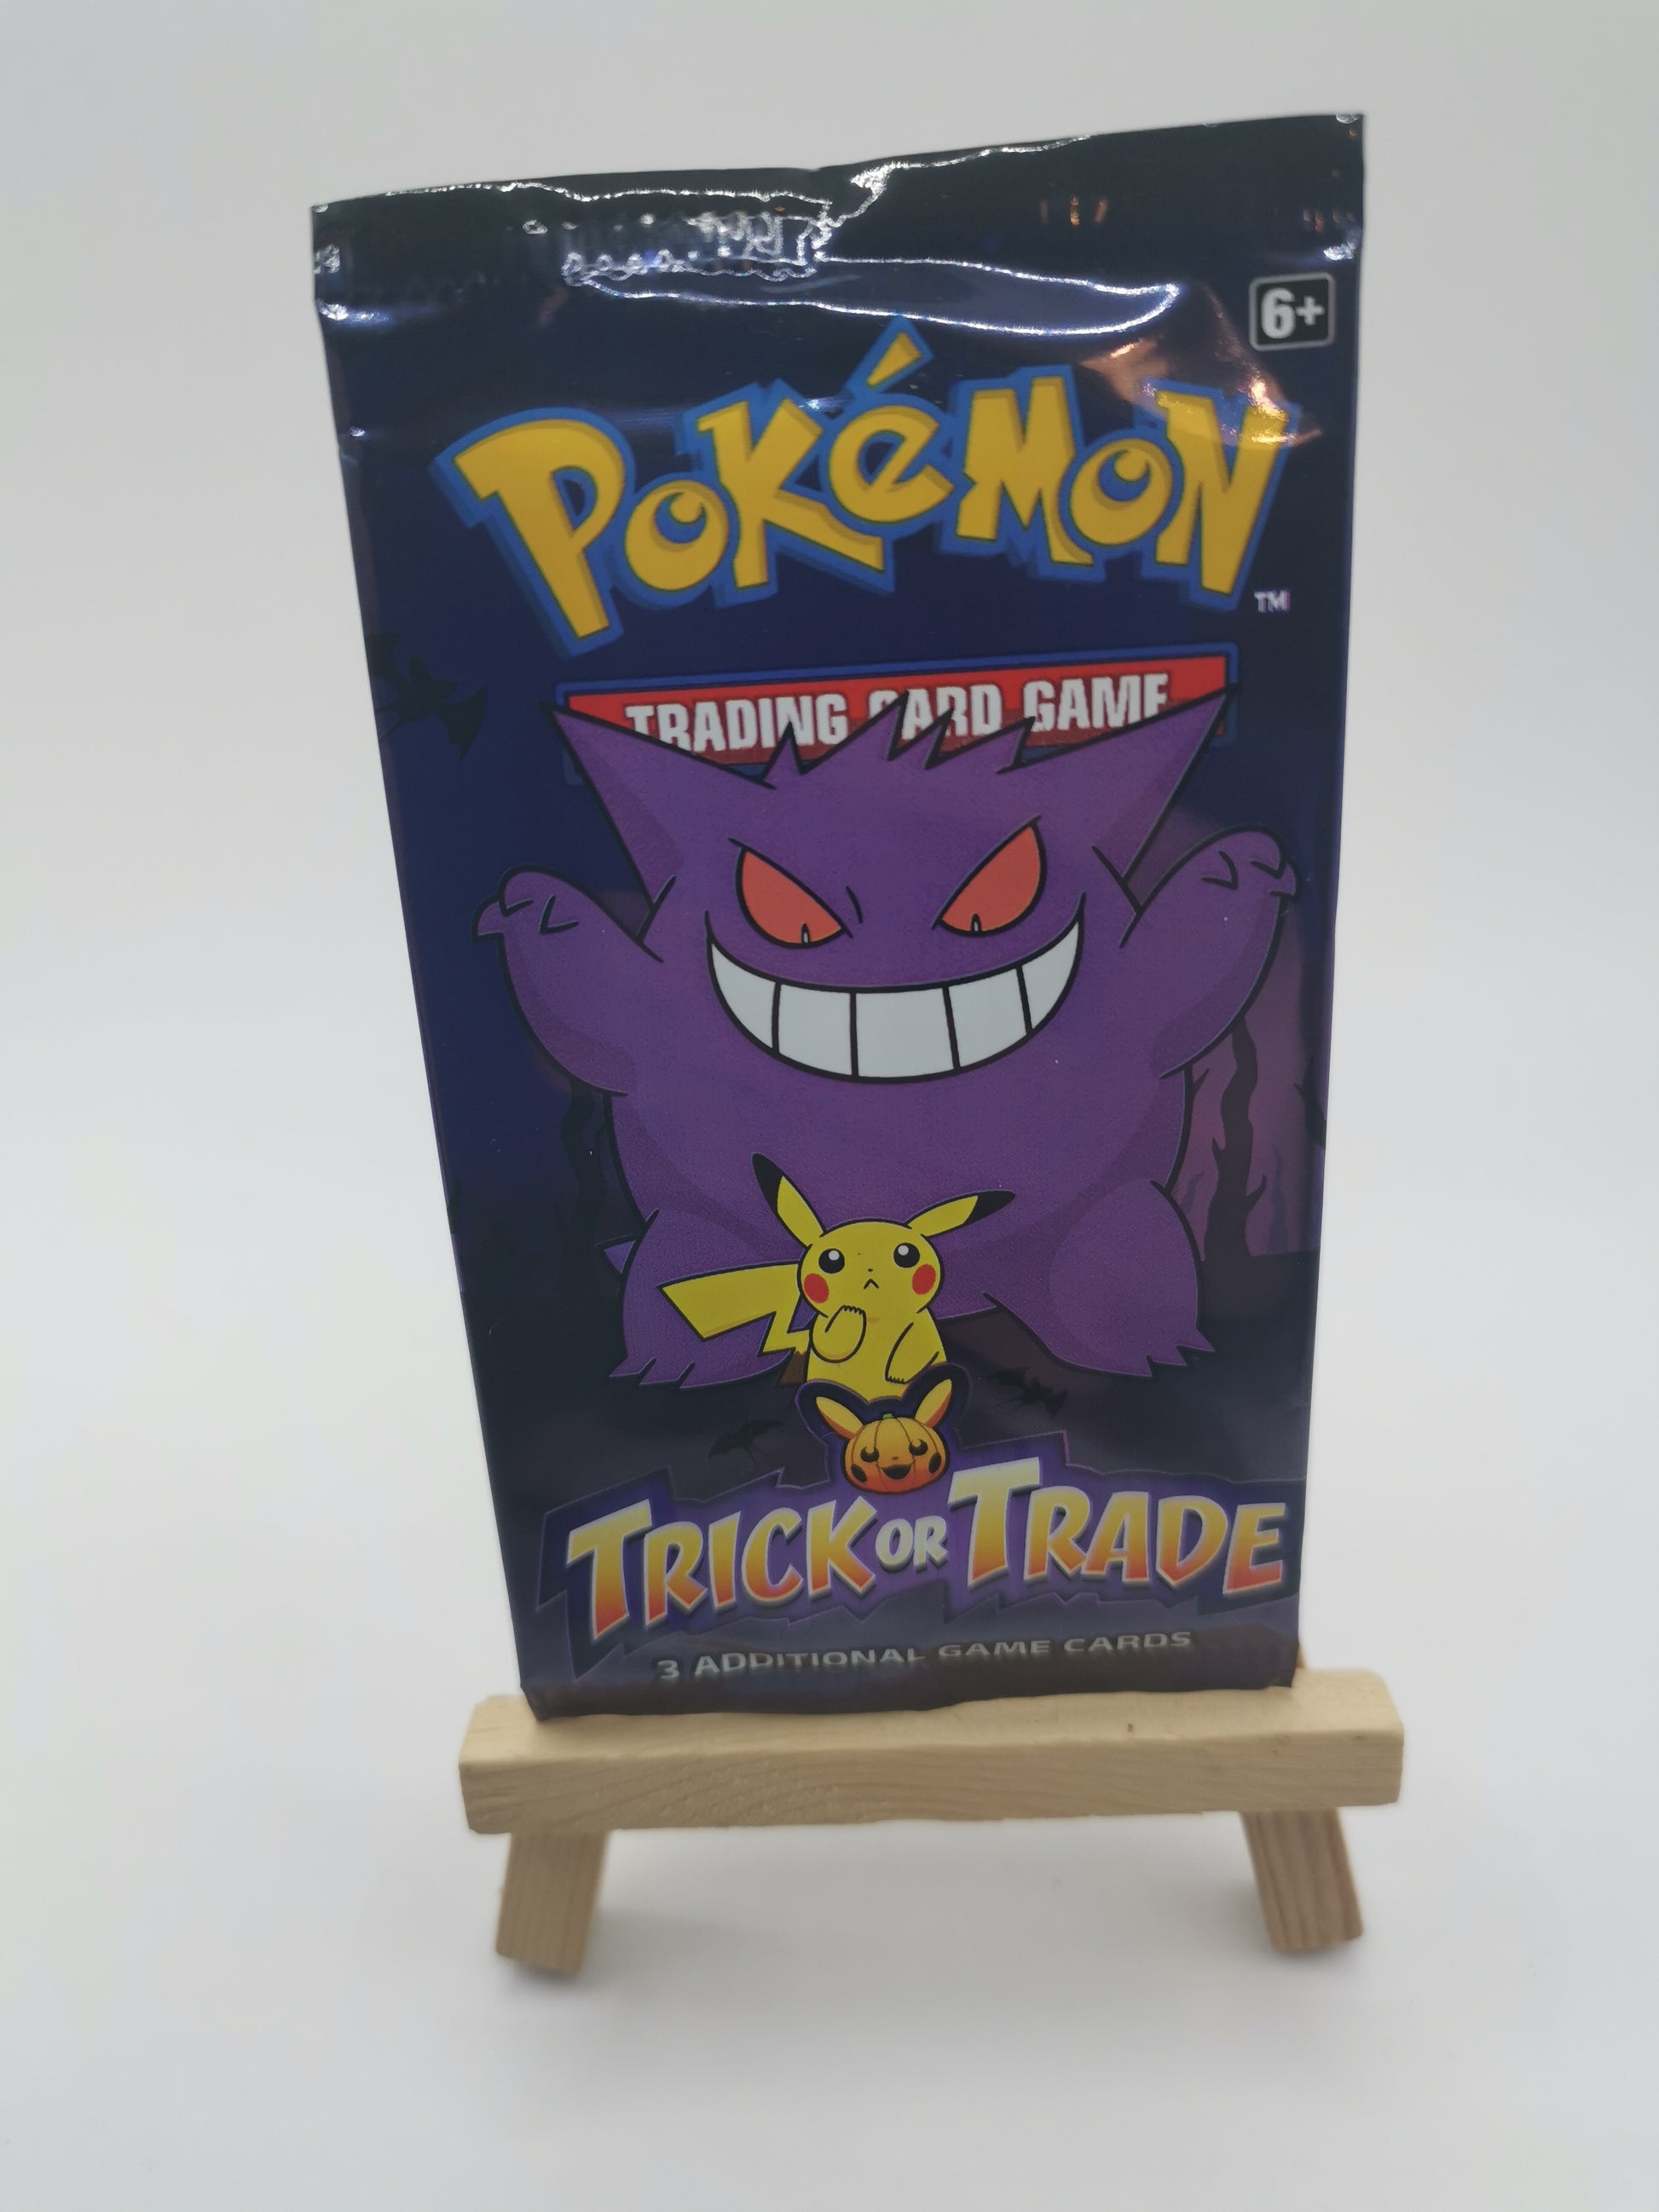 6+
POKéMON
TM
TRADING CARD GAME
TRICK OR TRADE
3 ADDITIONAL GAME CARDS